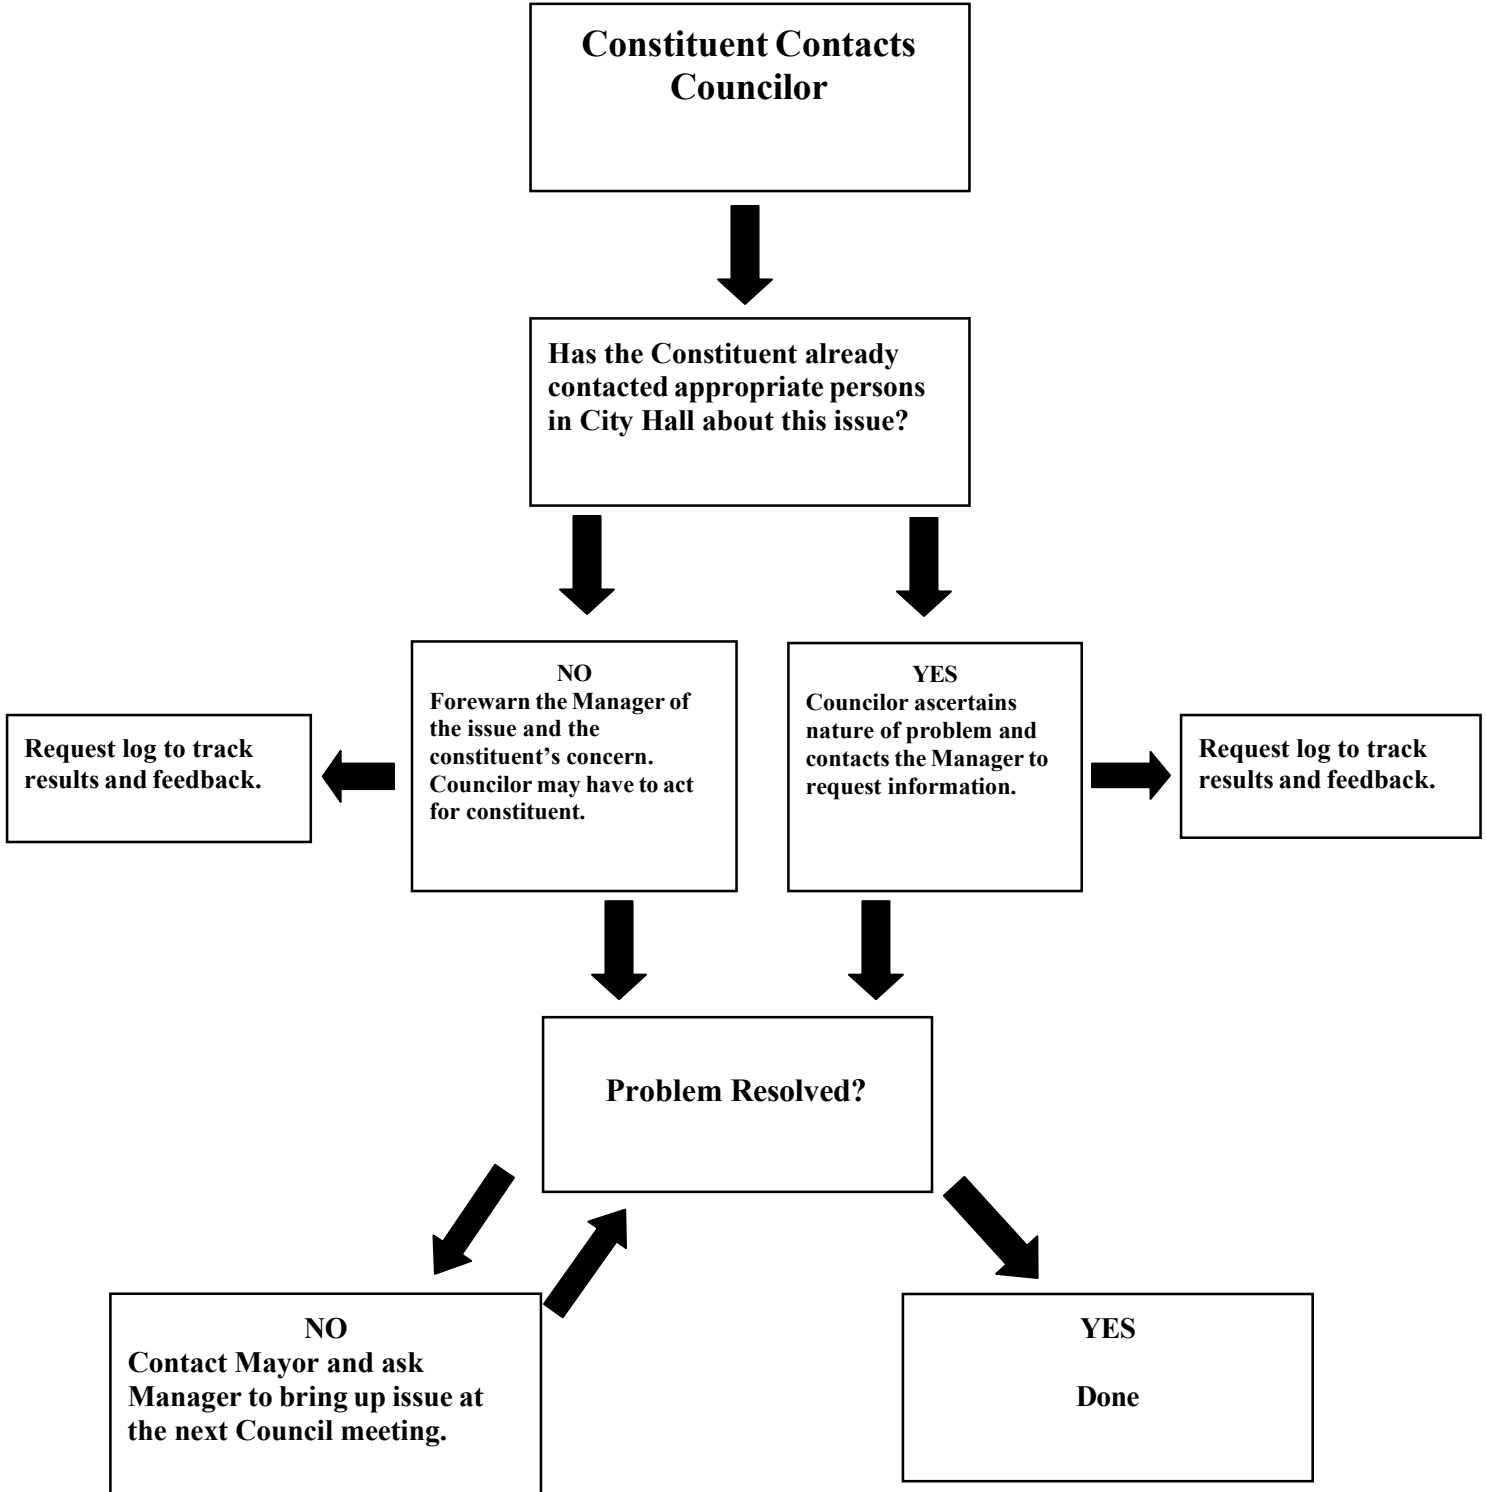 Constituent Contacts
Councilor
Has the Constituent already
contacted appropriate persons
in City Hall about this issue?
NO
Forewarn the Manager of
the issue and the
constituent’s concern.
Councilor may have to act
for constituent.
YES
Councilor ascertains
nature of problem and
contacts the Manager to
request information.
Request log to track
results and feedback.
Request log to track
results and feedback.
Problem Resolved?
NO
Contact Mayor and ask
Manager to bring up issue at
the next Council meeting.
YES
Done